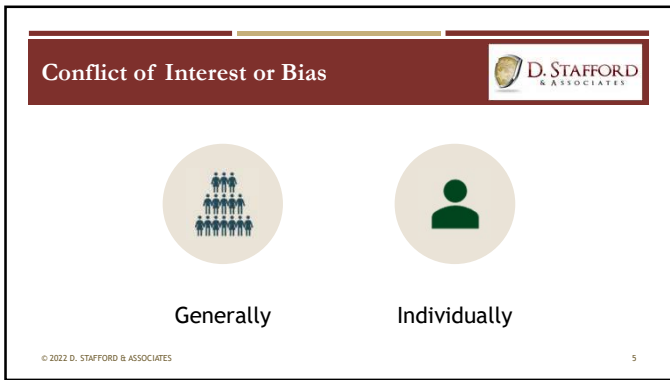 Conflict of Interest or Bias
D. STAFFORD
& ASSOCIATES
Generally
Individually
© 2022 D. STAFFORD & ASSOCIATES
5